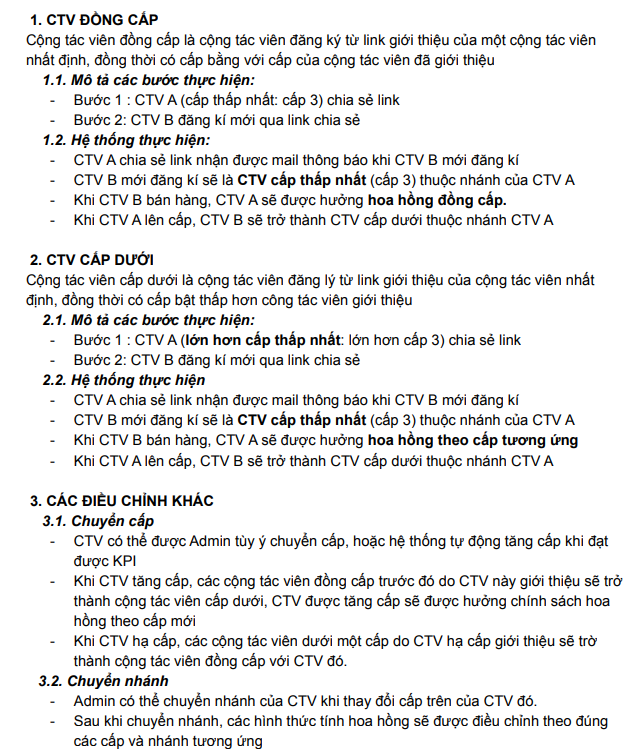 1. CTV ĐỒNG CẤP
Cộng tác viên đồng cấp là cộng tác viên đăng ký từ link giới thiệu của một cộng tác viên
nhất định, đồng thời có cấp bằng với cấp của cộng tác viên đã giới thiệu
1.1. Mô tả các bước thực hiện:
- Bước 1 : CTV A (cấp thấp nhất: cấp 3) chia sẻ link
- Bước 2: CTV B đăng kí mới qua link chia sẻ
1.2. Hệ thống thực hiện:
- CTV A chia sẻ link nhận được mail thông báo khi CTV B mới đăng kí
- CTV B mới đăng kí sẽ là CTV cấp thấp nhất (cấp 3) thuộc nhánh của CTV A
- Khi CTV B bán hàng, CTV A sẽ được hưởng hoa hồng đồng cấp.
- Khi CTV A lên cấp, CTV B sẽ trở thành CTV cấp dưới thuộc nhánh CTV A
2. CTV CẤP DƯỚI
Cộng tác viên cấp dưới là cộng tác viên đăng lý từ link giới thiệu của cộng tác viên nhất
định, đồng thời có cấp bật thấp hơn công tác viên giới thiệu
2.1. Mô tả các bước thực hiện:
- Bước 1 : CTV A (lớn hơn cấp thấp nhất: lớn hơn cấp 3) chia sẻ link
- Bước 2: CTV B đăng kí mới qua link chia sẻ
2.2. Hệ thống thực hiện
- CTV A chia sẻ link nhận được mail thông báo khi CTV B mới đăng kí
- CTV B mới đăng kí sẽ là CTV cấp thấp nhất (cấp 3) thuộc nhánh của CTV A
- Khi CTV B bán hàng, CTV A sẽ được hưởng hoa hồng theo cấp tương ứng
- Khi CTV A lên cấp, CTV B sẽ trở thành CTV cấp dưới thuộc nhánh CTV A
3. CÁC ĐIỀU CHỈNH KHÁC
3.1. Chuyển cấp
- CTV có thể được Admin tùy ý chuyển cấp, hoặc hệ thống tự động tăng cấp khi đạt
được KPI
- Khi CTV tăng cấp, các cộng tác viên đồng cấp trước đó do CTV này giới thiệu sẽ trở
thành cộng tác viên cấp dưới, CTV được tăng cấp sẽ được hưởng chính sách hoa
hồng theo cấp mới
- Khi CTV hạ cấp, các cộng tác viên dưới một cấp do CTV hạ cấp giới thiệu sẽ trờ
thành cộng tác viên đồng cấp với CTV đó.
3.2. Chuyển nhánh
- Admin có thể chuyển nhánh của CTV khi thay đổi cấp trên của CTV đó.
- Sau khi chuyển nhánh, các hình thức tính hoa hồng sẽ được điều chỉnh theo đúng
các cấp và nhánh tương ứng